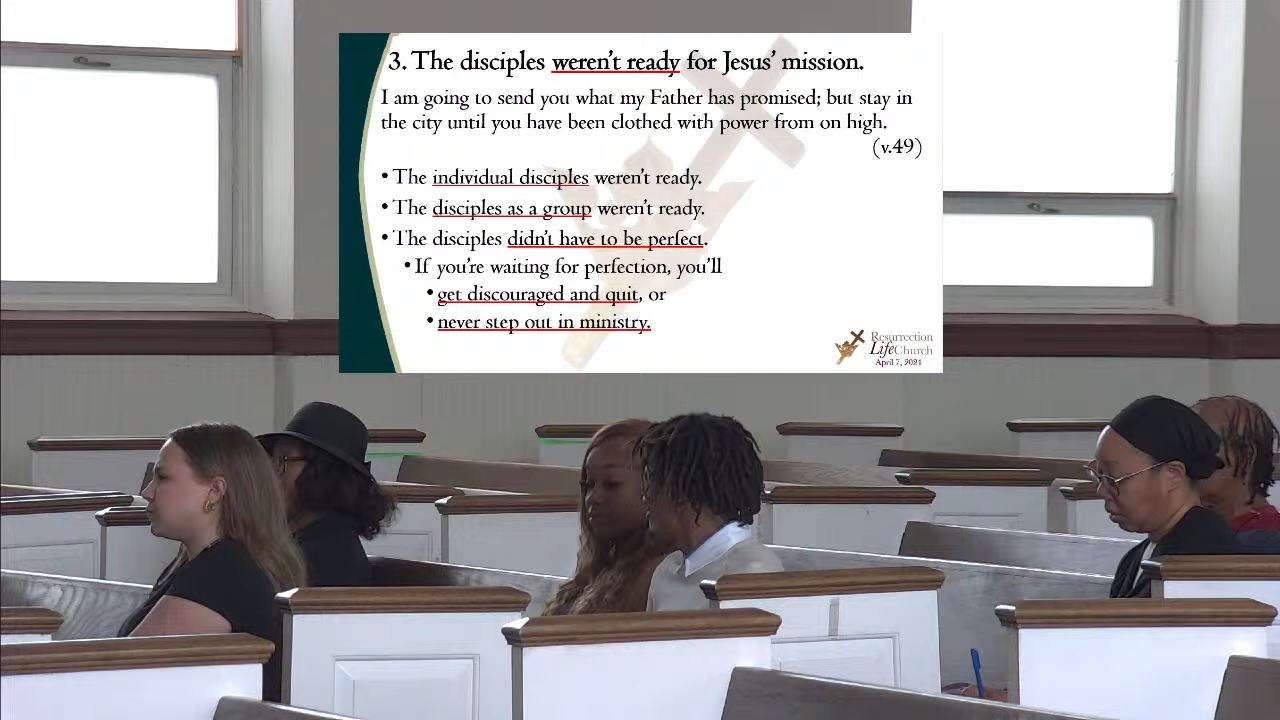 3. The disciples weren't ready for Jesus' mission.
I am going to send you what my Father has promised; but stay in
the city until you have been clothed with power from on high.
(v.49)
• The individual disciples weren't ready.
• The disciples as a group weren't ready.
• The disciples didn't have to be perfect.
• If you're waiting for perfection, you'll
• get discouraged and quit, or
• never step out in ministry.
Resurrection
LifeChurch
April 7, 2024